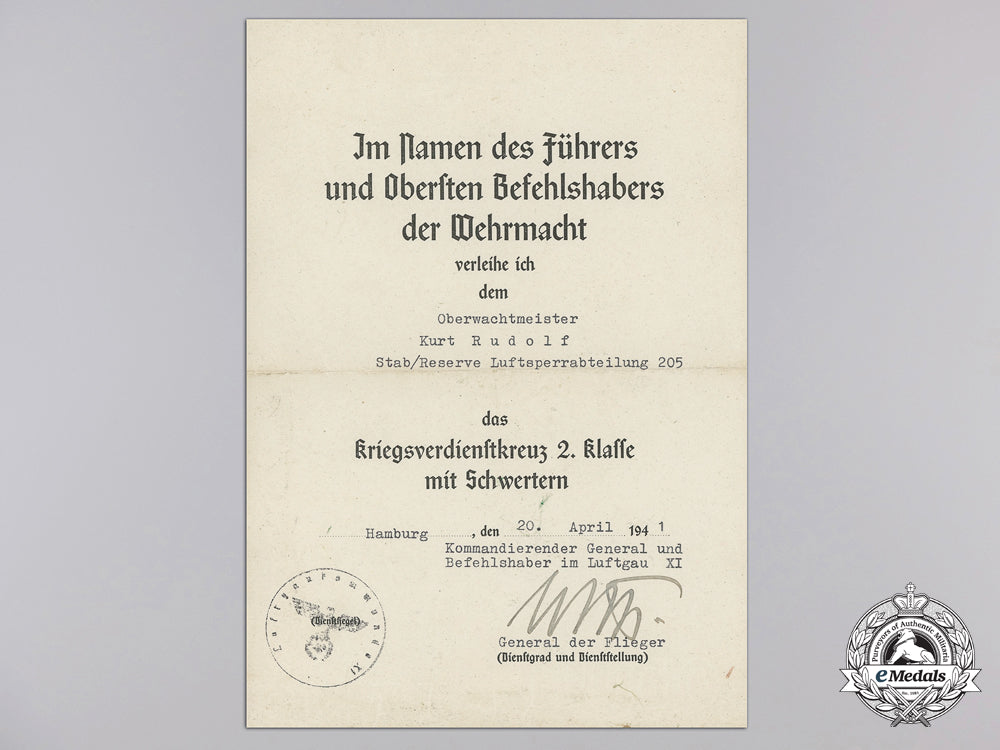 Im Namen des Führers
und Obersten Befehlshabers
der Wehrmacht
verleihe ich
dem
Oberwachtmeister
Kurt Rudolf
Stab/Reserve Luftsperrabteilung 205
das
Kriegsverdienstkreuz 2. Klasse
mit Schwertern
Hamburg, den 20. April 1941
Kommandierender General und
Befehlshaber im Luftgau XI
General der Flieger
(Dienstgrad und Dienststellung)
(Dienstsiegel)
Luftgaukommando XI
Purveyors of Authentic Militaria
eMedals